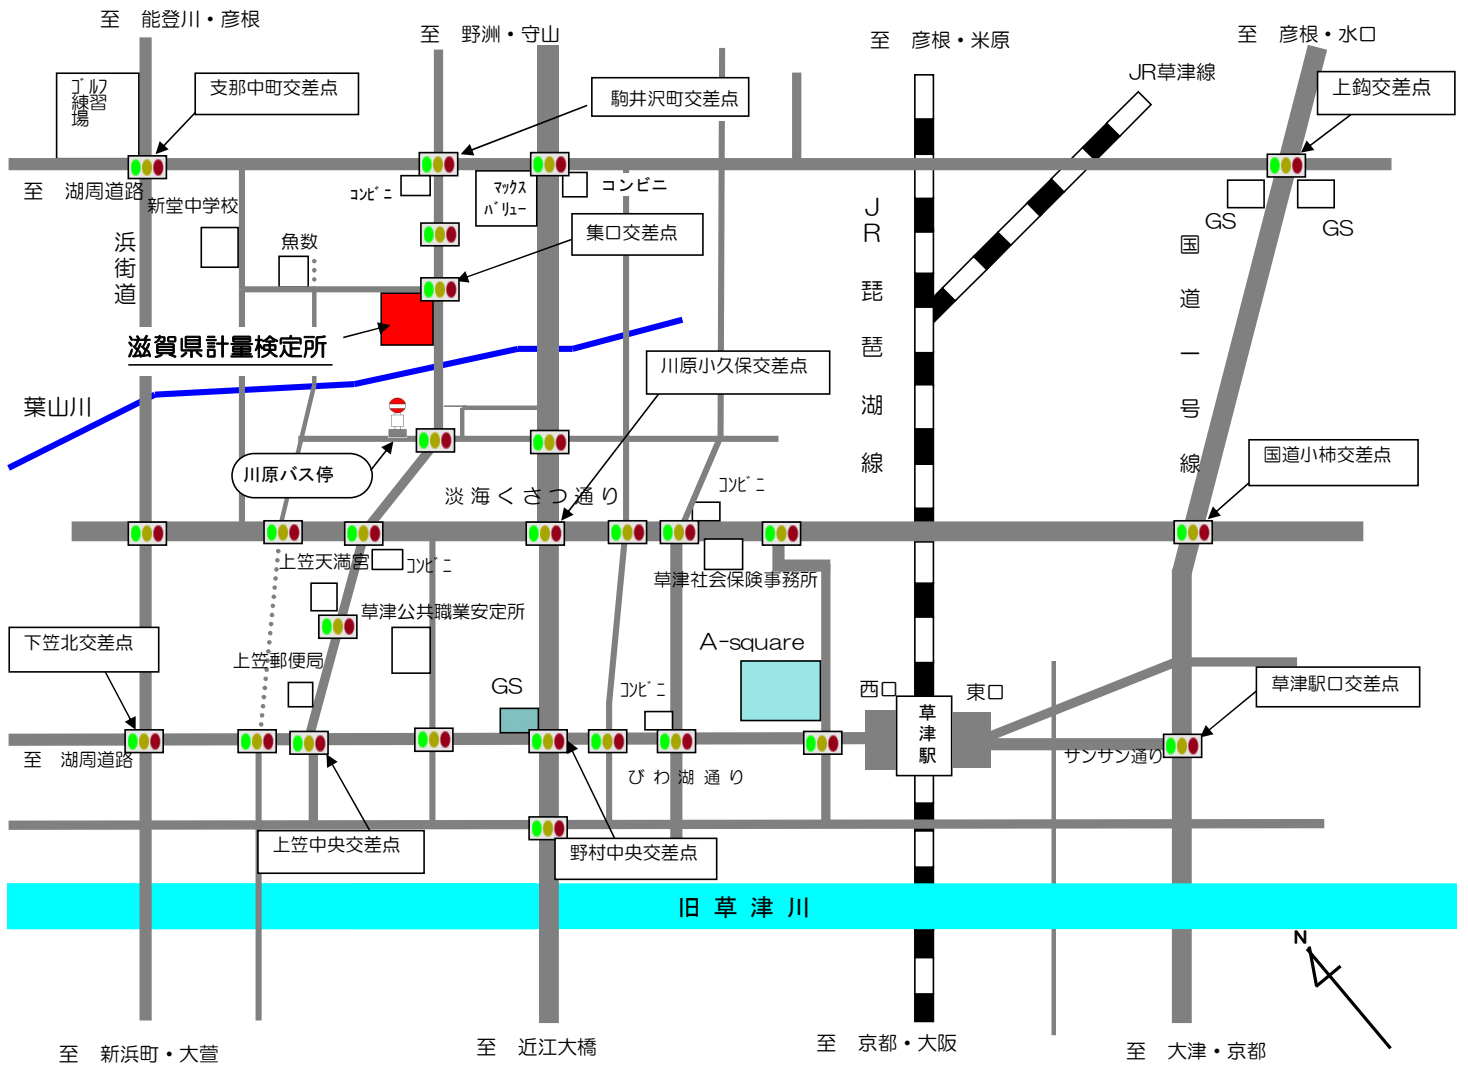 至　能登川・彦根
至　野洲・守山
至　彦根・米原
至　彦根・水口
JR草津線
ｺﾞﾙﾌ
練習
場
支那中町交差点
駒井沢町交差点
上鈎交差点
至　湖周道路
新堂中学校
ｺﾝﾋﾞﾆ
ﾏｯｸｽ
ﾊﾞﾘｭｰ
コンビニ
GS
GS
浜街道
魚数
集口交差点
JR琵琶湖線
国道一号線
滋賀県計量検定所
川原小久保交差点
葉山川
川原バス停
淡海くさつ通り
ｺﾝﾋﾞﾆ
国道小柿交差点
上笠天満宮
ｺﾝﾋﾞﾆ
草津社会保険事務所
草津公共職業安定所
下笠北交差点
上笠郵便局
A-square
GS
ｺﾝﾋﾞﾆ
西口
東口
草津駅
草津駅口交差点
至　湖周道路
びわ湖通り
サンサン通り
上笠中央交差点
野村中央交差点
旧草津川
N
至　新浜町・大萱
至　近江大橋
至　京都・大阪
至　大津・京都